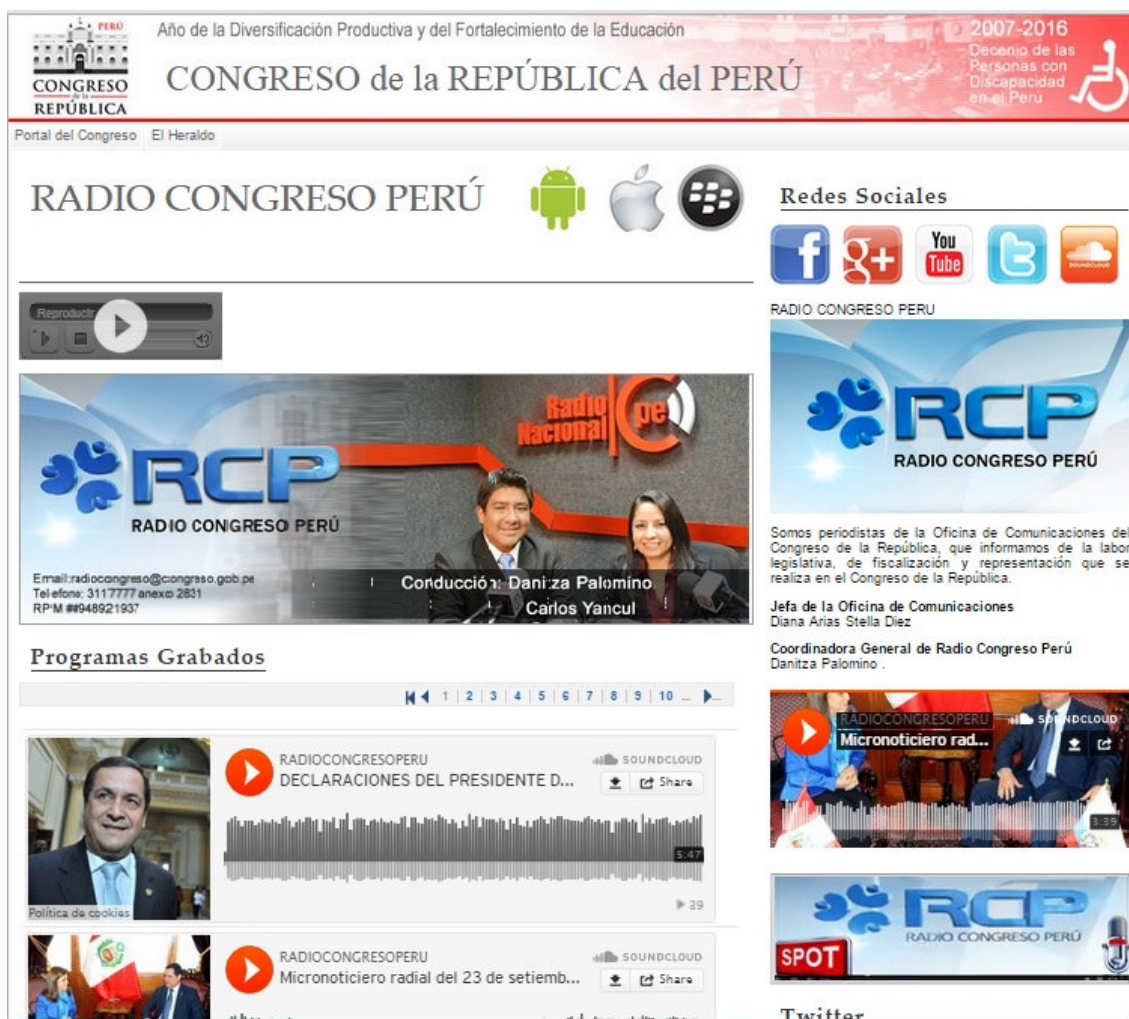 PERÚ
CONGRESO
de la
REPÚBLICA
Año de la Diversificación Productiva y del Fortalecimiento de la Educación
CONGRESO de la REPÚBLICA del PERÚ
2007-2016
Decenio de las
Personas con
Discapacidad
en el Perú
Portal del Congreso El Heraldo
RADIO CONGRESO PERÚ
Reproducir
Radio
Nacional
pe
RCP
RADIO CONGRESO PERÚ
Email:radiocongreso@congreso.gob.pe
Telefono: 3117777 anexo 2831
RPM ##948921937
Conducción: Danitza Palomino
Carlos Yancul
Programas Grabados
1 | 2 | 3 | 4 | 5 | 6 | 7 | 8 | 9 | 10 ... ...
RADIOCONGRESOPERU
SOUNDCLOUD
DECLARACIONES DEL PRESIDENTE D...
Share
5:47
39
Política de cookies
RADIOCONGRESOPERU
SOUNDCLOUD
Micronoticiero radial del 23 de setiemb...
Share
Redes Sociales
f
g+
You
Tube
t
SOUNDCLOUD
RADIO CONGRESO PERU
RCP
RADIO CONGRESO PERÚ
Somos periodistas de la Oficina de Comunicaciones del
Congreso de la República, que informamos de la labor
legislativa, de fiscalización y representación que se
realiza en el Congreso de la República.
Jefa de la Oficina de Comunicaciones
Diana Arias Stella Diez
Coordinadora General de Radio Congreso Perú
Danitza Palomino .
RADIOCONGRESOPERU
SOUNDCLOUD
Micronoticiero rad...
3:39
RCP
RADIO CONGRESO PERÚ
SPOT
Twitter